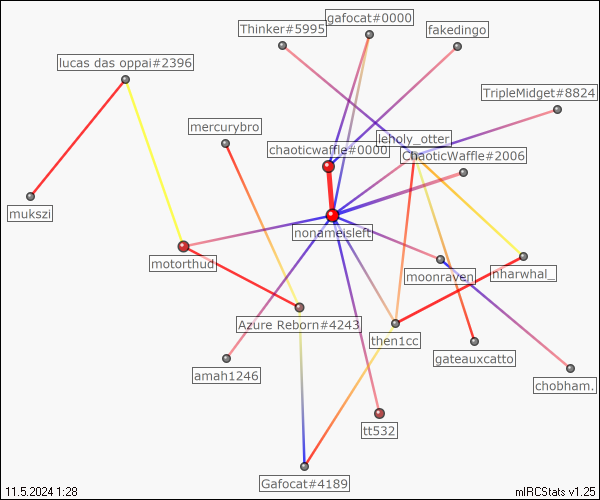 Thinker#5995
gafocat#0000
fakedingo
lucas das oppai#2396
TripleMidget#8824
mercurybro
leholy_otter
chaoticwaffle#0000
ChaoticWaffle#2006
mukszi
nonameisleft
motorthud
moonraven
nharwhal_
Azure Reborn#4243
then1cc
gateauxcatto
amah1246
chobham.
tt532
Gafocat#4189
11.5.2024 1:28
mIRCStats v1.25